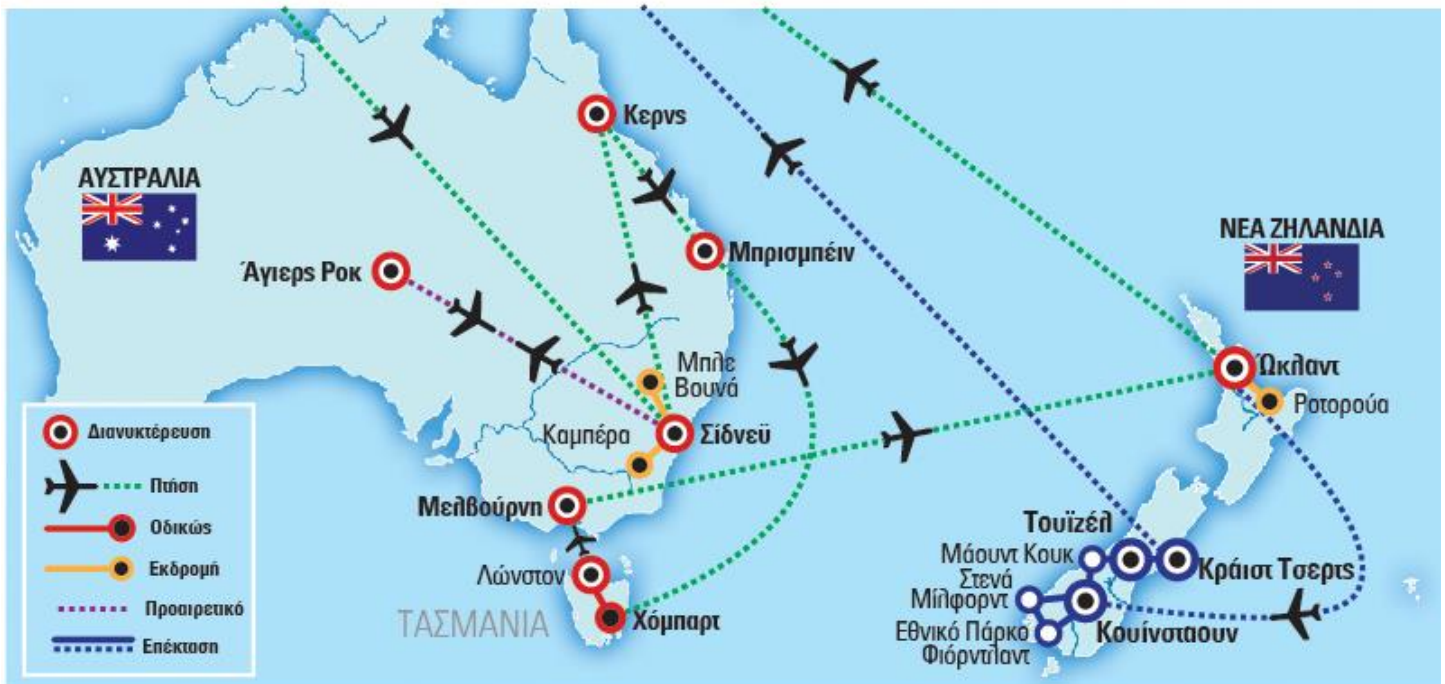 Κερνς
ΑΥΣΤΡΑΛΙΑ
Μπρισμπέιν
ΝΕΑ ΖΗΛΑΝΔΙΑ
Άγιερς Ροκ
Μπλε
Βουνά
Ώκλαντ
Ροτορούα
Καμπέρα
Σίδνεϋ
Διανυκτέρευση
Πτήση
Οδικώς
Εκδρομή
Προαιρετικό
Επέκταση
Μελβούρνη
Λώνστον
ΤΑΣΜΑΝΙΑ
Χόμπαρτ
Τουϊζέλ
Μάουντ Κουκ
Στενά
Μίλφορντ
Κράιστ Τσερτς
Κουίνσταουν
Εθνικό Πάρκο
Φιόρντλαντ